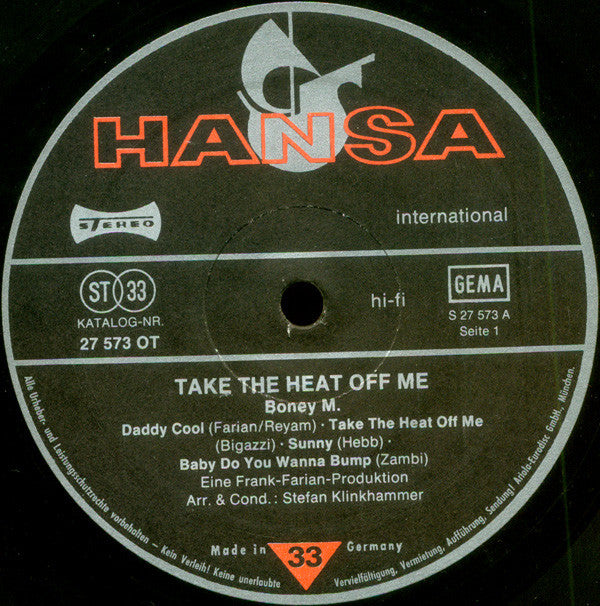 HANSA
STEREO
international
ST 33
KATALOG-NR.
27 573 OT
hi-fi
GEMA
S 27 573 A
Seite 1
TAKE THE HEAT OFF ME
Boney M.
Daddy Cool (Farian/Reyam) · Take The Heat Off Me
(Bigazzi) · Sunny (Hebb) ·
Baby Do You Wanna Bump (Zambi)
Eine Frank-Farian-Produktion
Arr. & Cond.: Stefan Klinkhammer
Made in 33 Germany
Alle Urheber- und Leistungsschutzrechte vorbehalten – Kein Verleih! Keine unerlaubte Vervielfältigung, Vermietung, Aufführung, Sendung! Ariola-Eurodisc GmbH, München.